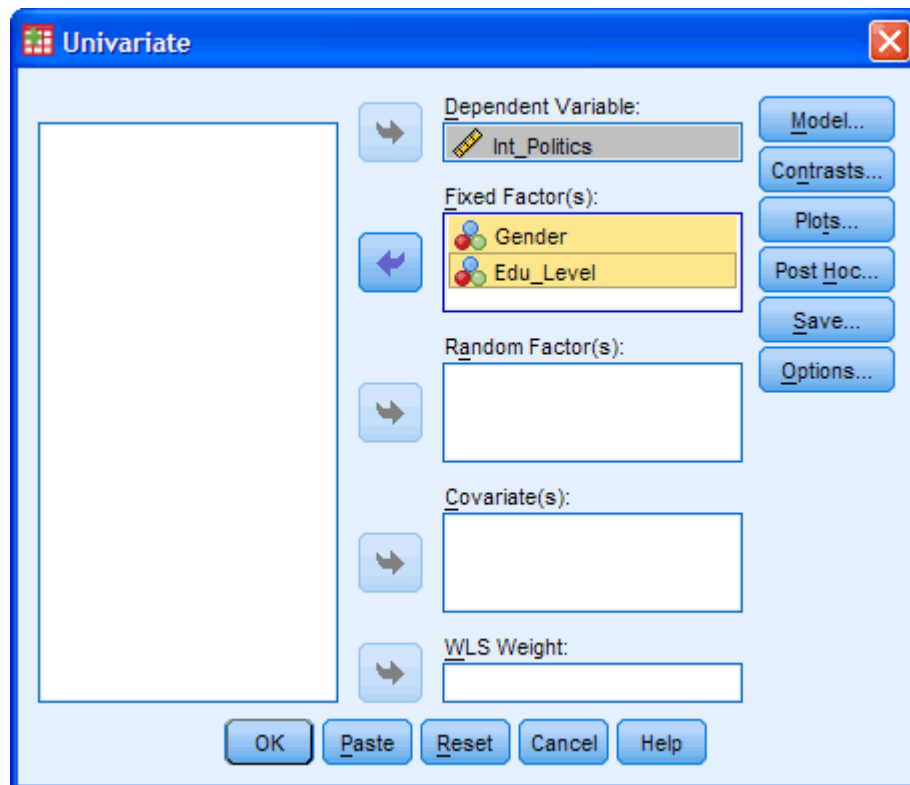 Univariate
Dependent Variable:
Int_Politics
Fixed Factor(s):
Gender
Edu_Level
Random Factor(s):
Covariate(s):
WLS Weight:
Model...
Contrasts...
Plots...
Post Hoc...
Save...
Options...
OK
Paste
Reset
Cancel
Help